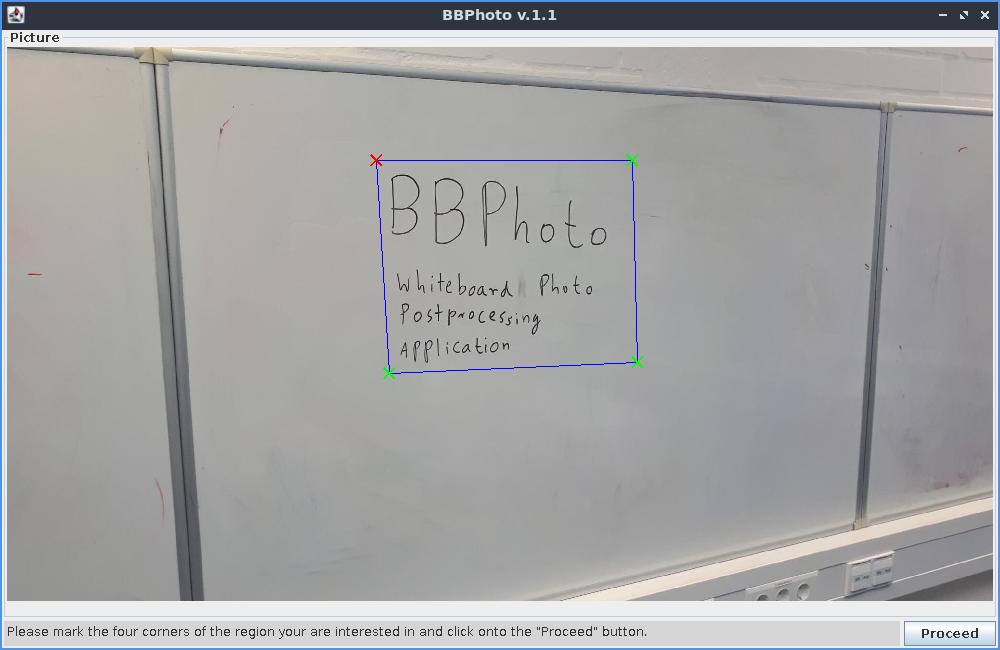 BBPhoto v.1.1
Picture
BBPhoto
Whiteboard Photo
Postprocessing
Application
Please mark the four corners of the region your are interested in and click onto the "Proceed" button.
Proceed